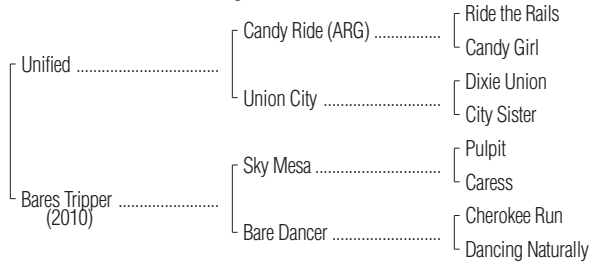 Ride the Rails
Candy Ride (ARG) ................
Candy Girl
Unified ..............................
Dixie Union
Union City ........................
City Sister
Pulpit
Sky Mesa .........................
Caress
Bares Tripper .....................
(2010)
Cherokee Run
Bare Dancer ......................
Dancing Naturally